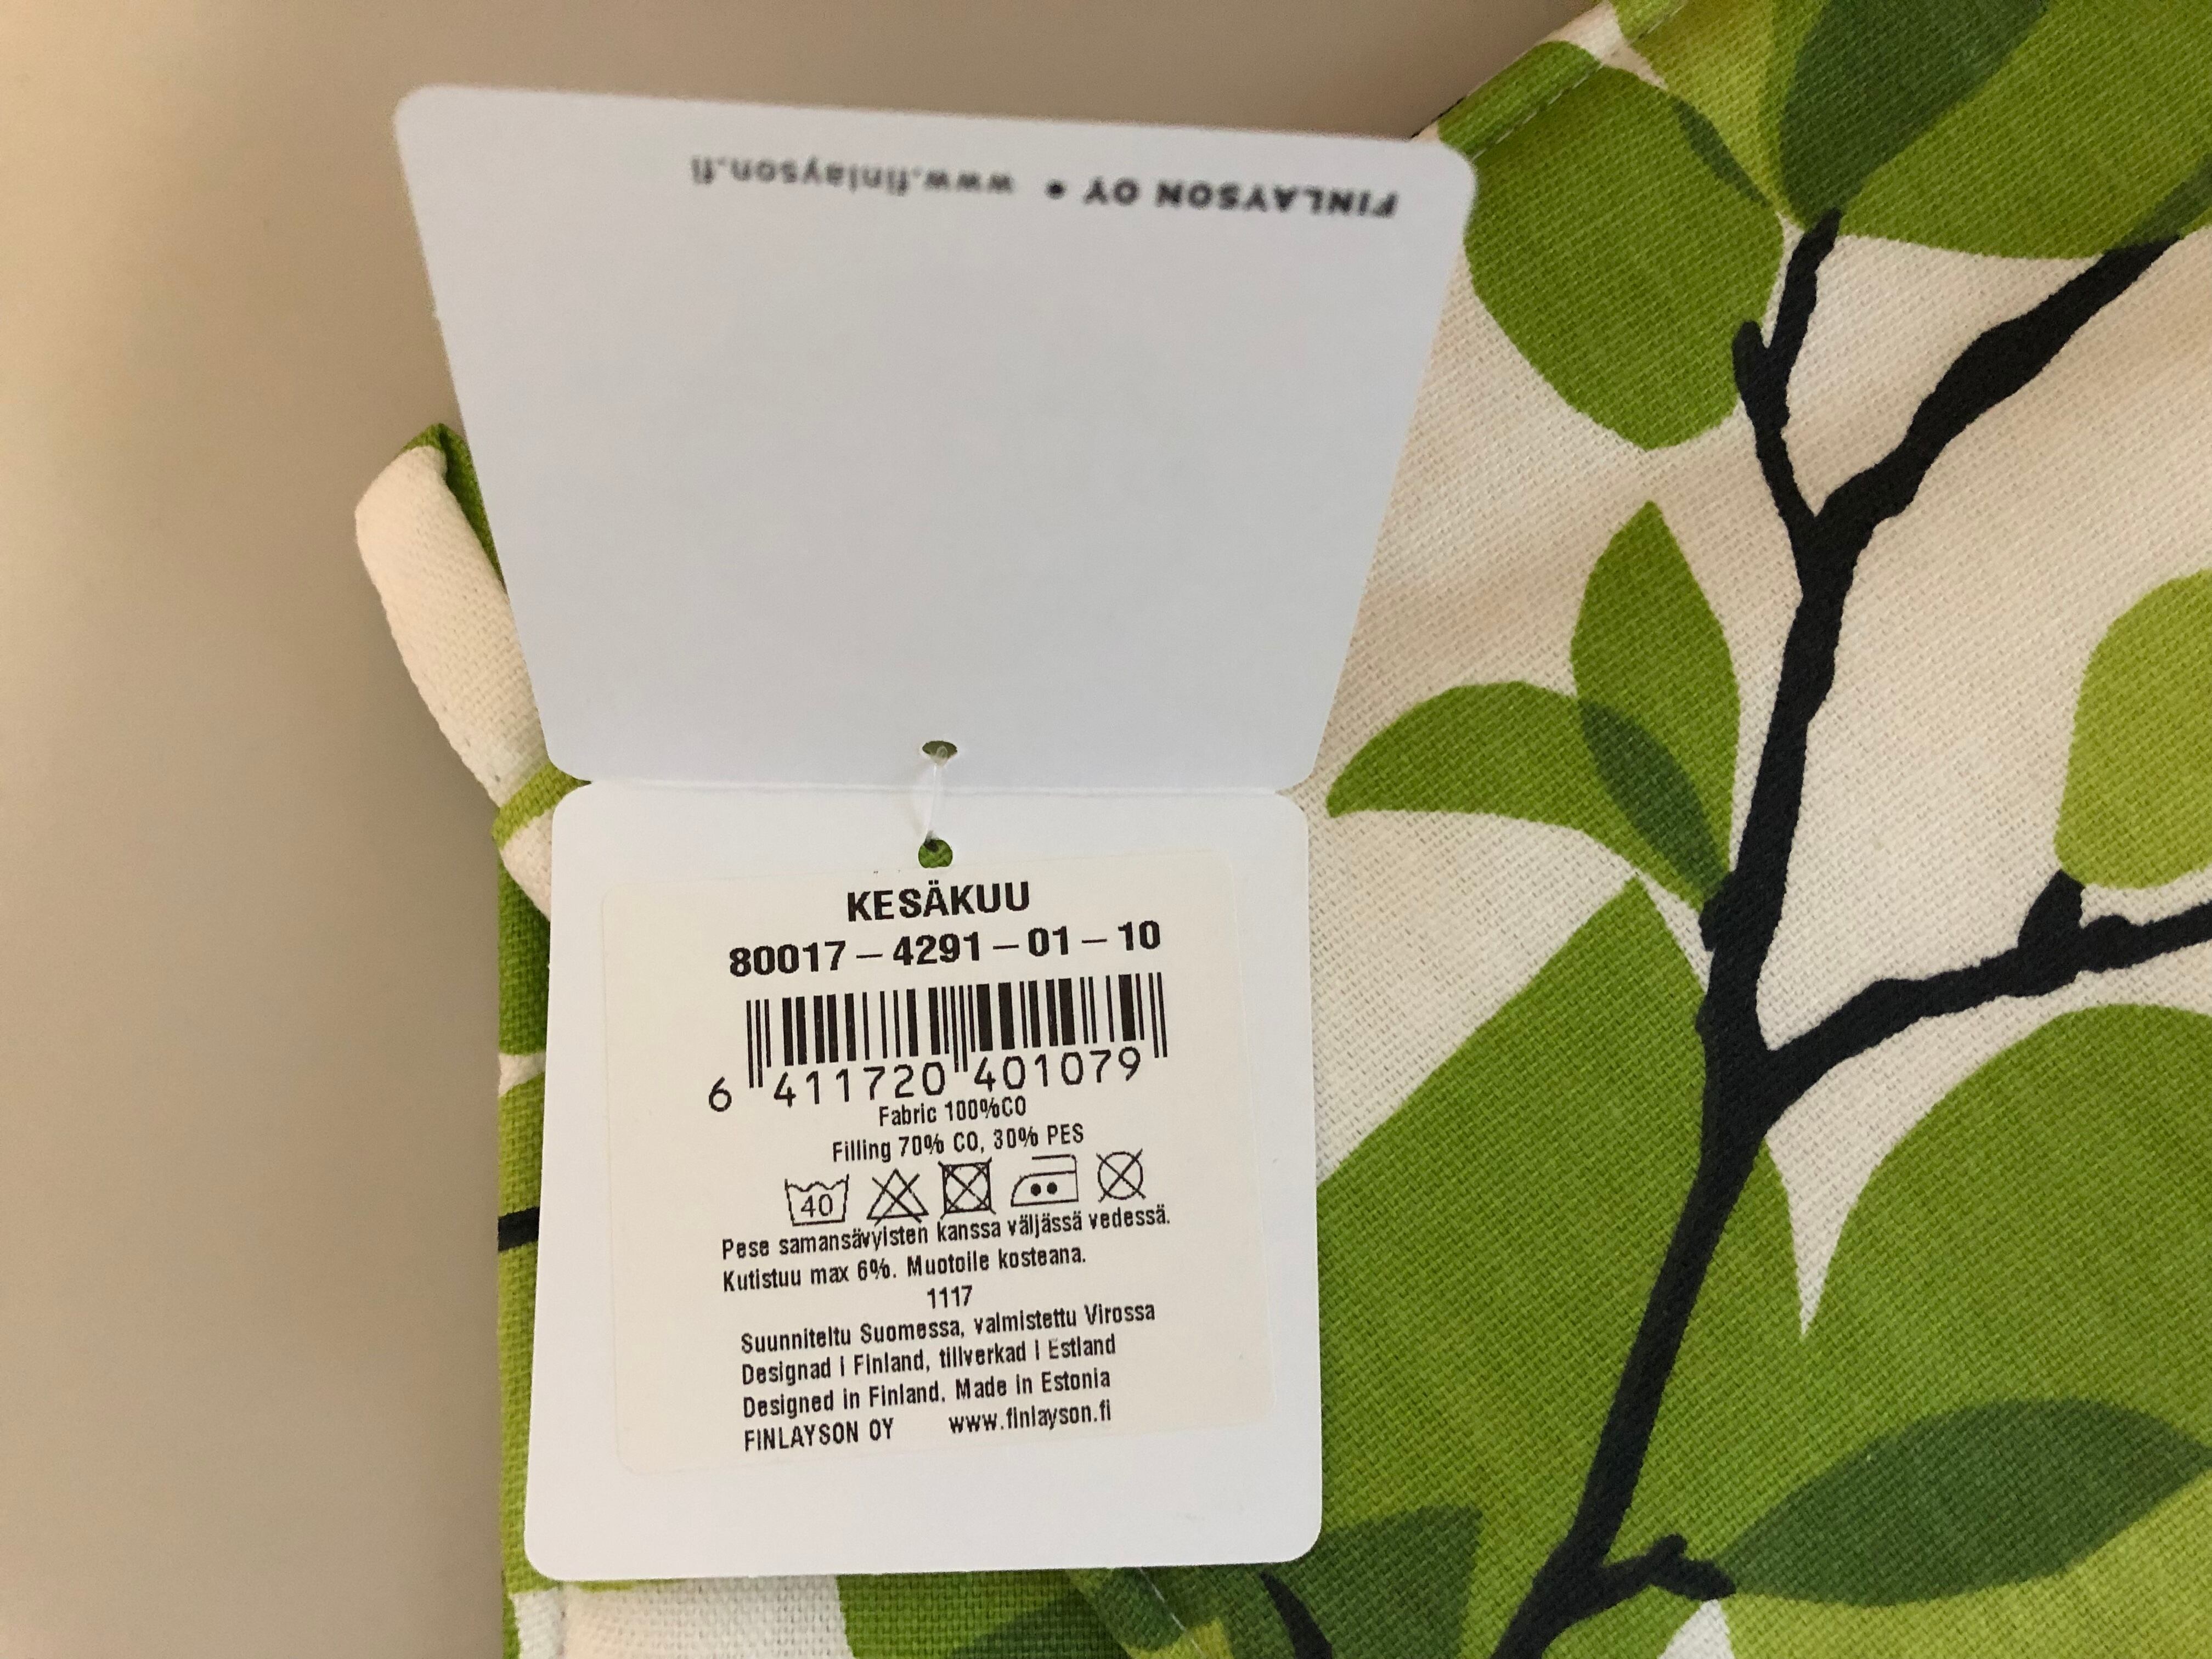 FINLAYSON OY • www.finlayson.fi
KESÄKUU
80017-4291-01-10
6 411720 401079
Fabric 100%CO
Filling 70% CO, 30% PES
40
Pese samansävyisten kanssa väljässä vedessä.
Kutistuu max 6%. Muotoile kosteana.
1117
Suunniteltu Suomessa, valmistettu Virossa
Designad i Finland, tillverkad i Estland
Designed in Finland. Made in Estonia
FINLAYSON OY www.finlayson.fi